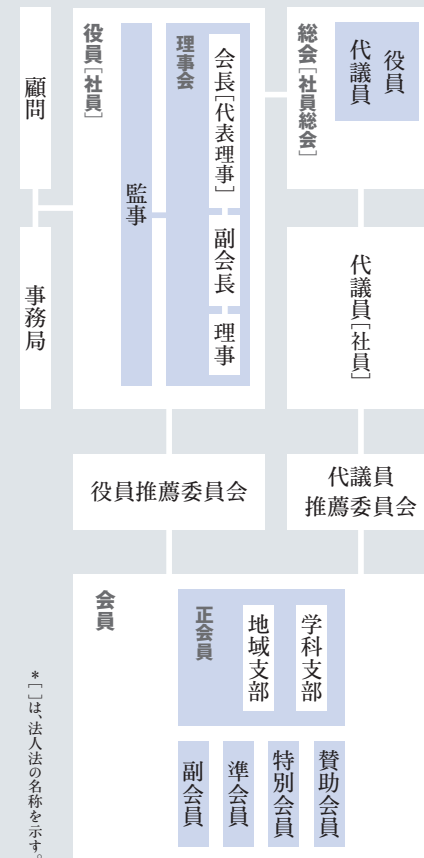 総会[社員総会]
役員
代議員
役員[社員]
理事会
会長[代表理事]
副会長
理事
監事
顧問
事務局
代議員[社員]
役員推薦委員会
代議員
推薦委員会
会員
正会員
学科支部
地域支部
賛助会員
特別会員
準会員
副会員
*[ ]は、法人法の名称を示す。